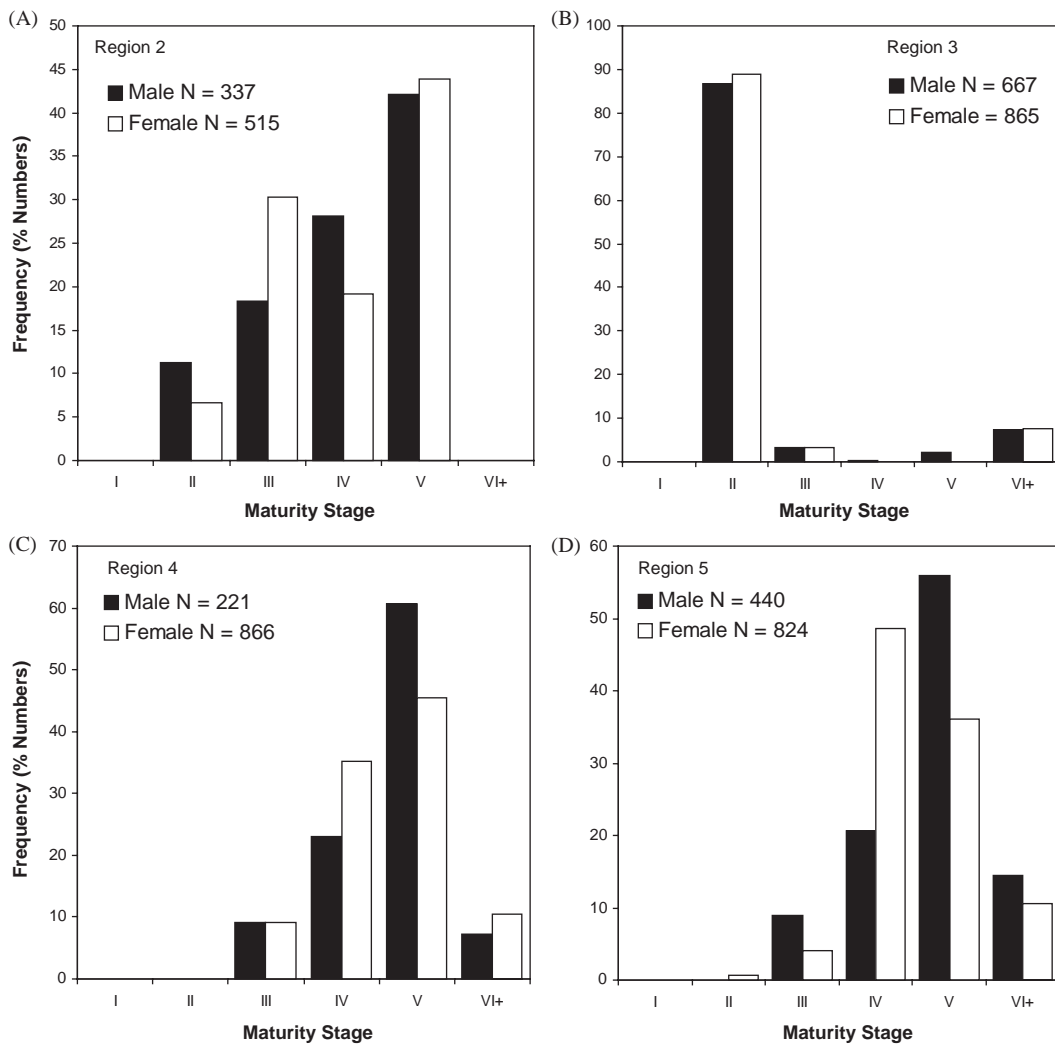 (A)
Region 2
Male N = 337
Female N = 515
Frequency (% Numbers)
50
45
40
35
30
25
20
15
10
5
0
I II III IV V VI+
Maturity Stage
(B)
Region 3
Male N = 667
Female = 865
100
90
80
70
60
50
40
30
20
10
0
I II III IV V VI+
Maturity Stage
(C)
Region 4
Male N = 221
Female N = 866
Frequency (% Numbers)
70
60
50
40
30
20
10
0
I II III IV V VI+
Maturity Stage
(D)
Region 5
Male N = 440
Female N = 824
60
50
40
30
20
10
0
I II III IV V VI+
Maturity Stage